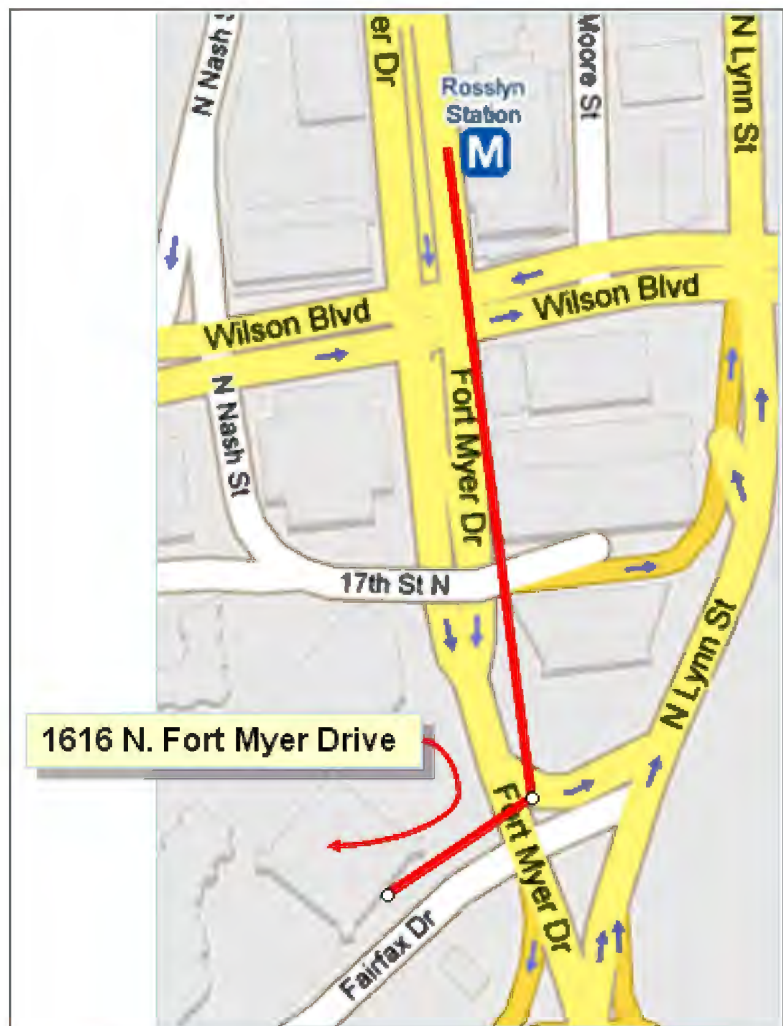 N Nash S
er Dr
Rosslyn
Station
M
Moore St
N Lynn St
Wilson Blvd
Wilson Blvd
N Nash St
Fort Myer Dr
17th St N
N Lynn St
1616 N. Fort Myer Drive
Fort Myer Dr
Fairfax Dr